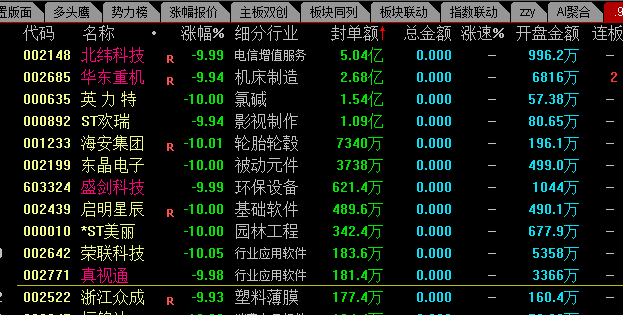 置版面 多头鹰 势力榜 涨幅报价 主板双创 板块同列 板块联动 指数联动 zzy AI聚合 .9
代码 名称 • 涨幅% 细分行业 封单额↑ 总金额 涨速% 开盘金额 连板
002148 北纬科技 R -9.99 电信增值服务 5.04亿 0.000 — 996.2万 —
002685 华东重机 R -9.94 机床制造 2.68亿 0.000 — 6816万 2
000635 英力特 -10.00 氯碱 1.54亿 0.000 — 57.38万 —
000892 ST欢瑞 -9.94 影视制作 1.09亿 0.000 — 80.65万 —
001233 海安集团 R -10.01 轮胎轮毂 7340万 0.000 — 196.1万 —
002199 东晶电子 -10.00 被动元件 3738万 0.000 — 499.0万 —
603324 盛剑科技 -9.99 环保设备 621.4万 0.000 — 1044万 —
002439 启明星辰 R -10.00 基础软件 489.6万 0.000 — 490.1万 —
000010 *ST美丽 -10.00 园林工程 342.4万 0.000 — 677.9万 —
002642 荣联科技 -10.05 行业应用软件 183.6万 0.000 — 5358万 —
002771 真视通 -9.98 行业应用软件 181.4万 0.000 — 3366万 —
002522 浙江众成 R -9.93 塑料薄膜 177.4万 0.000 — 160.4万 —